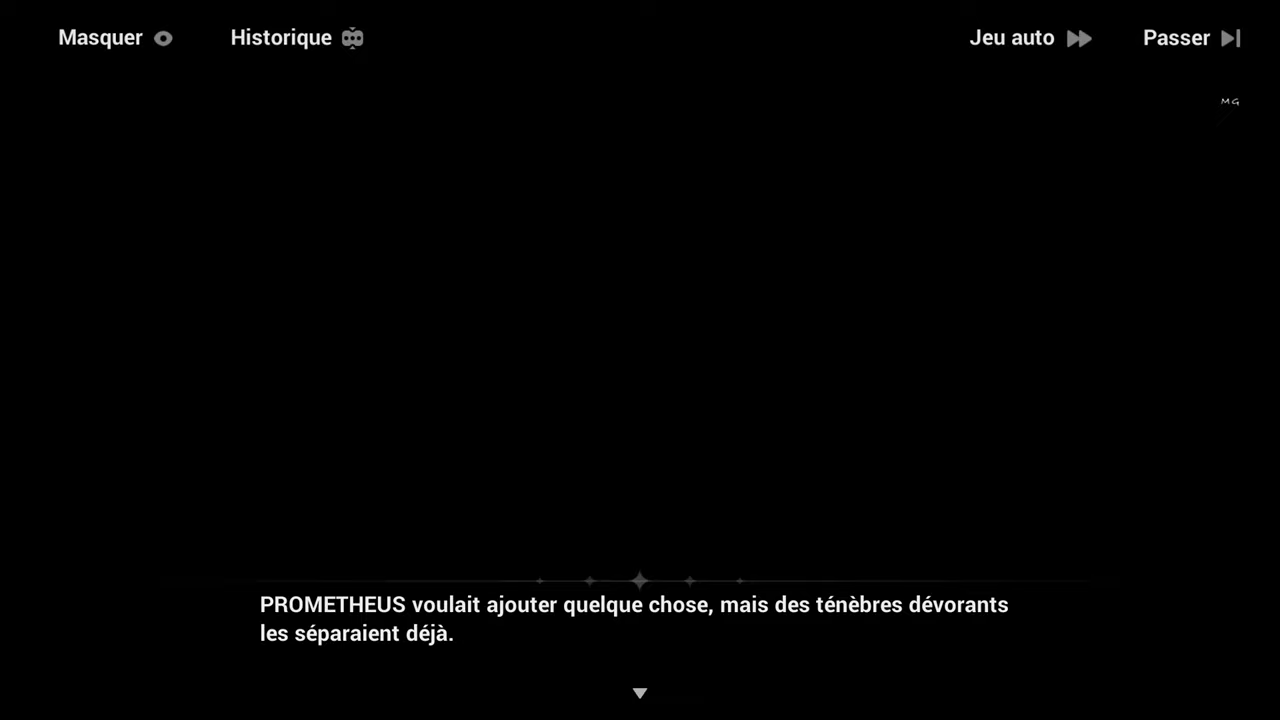 Masquer
Historique
Jeu auto
Passer
MG
PROMETHEUS voulait ajouter quelque chose, mais des ténèbres dévorants
les séparaient déjà.